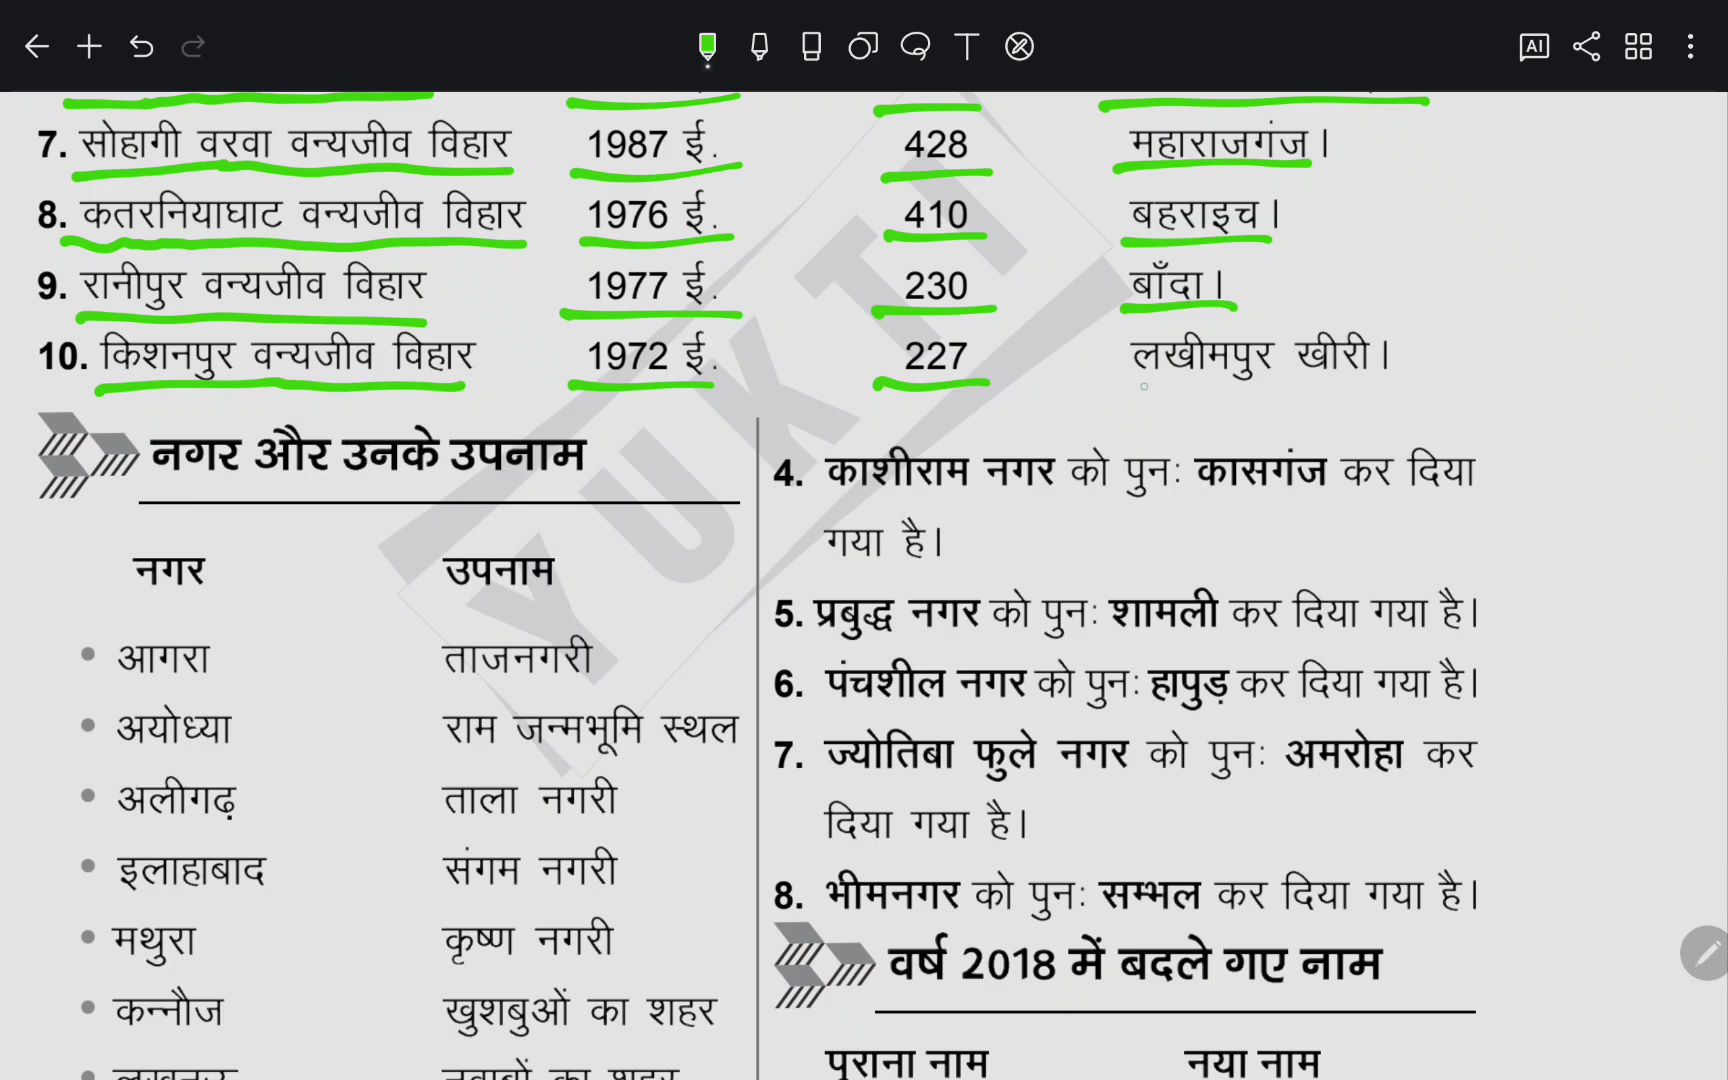 AI
7. सोहागी वरवा वन्यजीव विहार 1987 ई. 428 महाराजगंज।
8. कतरनियाघाट वन्यजीव विहार 1976 ई. 410 बहराइच।
9. रानीपुर वन्यजीव विहार 1977 ई. 230 बाँदा।
10. किशनपुर वन्यजीव विहार 1972 ई. 227 लखीमपुर खीरी।
नगर और उनके उपनाम
नगर उपनाम
• आगरा ताजनगरी
• अयोध्या राम जन्मभूमि स्थल
• अलीगढ़ ताला नगरी
• इलाहाबाद संगम नगरी
• मथुरा कृष्ण नगरी
• कन्नौज खुशबुओं का शहर
4. काशीराम नगर को पुनः कासगंज कर दिया
गया है।
5. प्रबुद्ध नगर को पुनः शामली कर दिया गया है।
6. पंचशील नगर को पुनः हापुड़ कर दिया गया है।
7. ज्योतिबा फुले नगर को पुनः अमरोहा कर
दिया गया है।
8. भीमनगर को पुनः सम्भल कर दिया गया है।
वर्ष 2018 में बदले गए नाम
पुराना नाम नया नाम
YUKTI